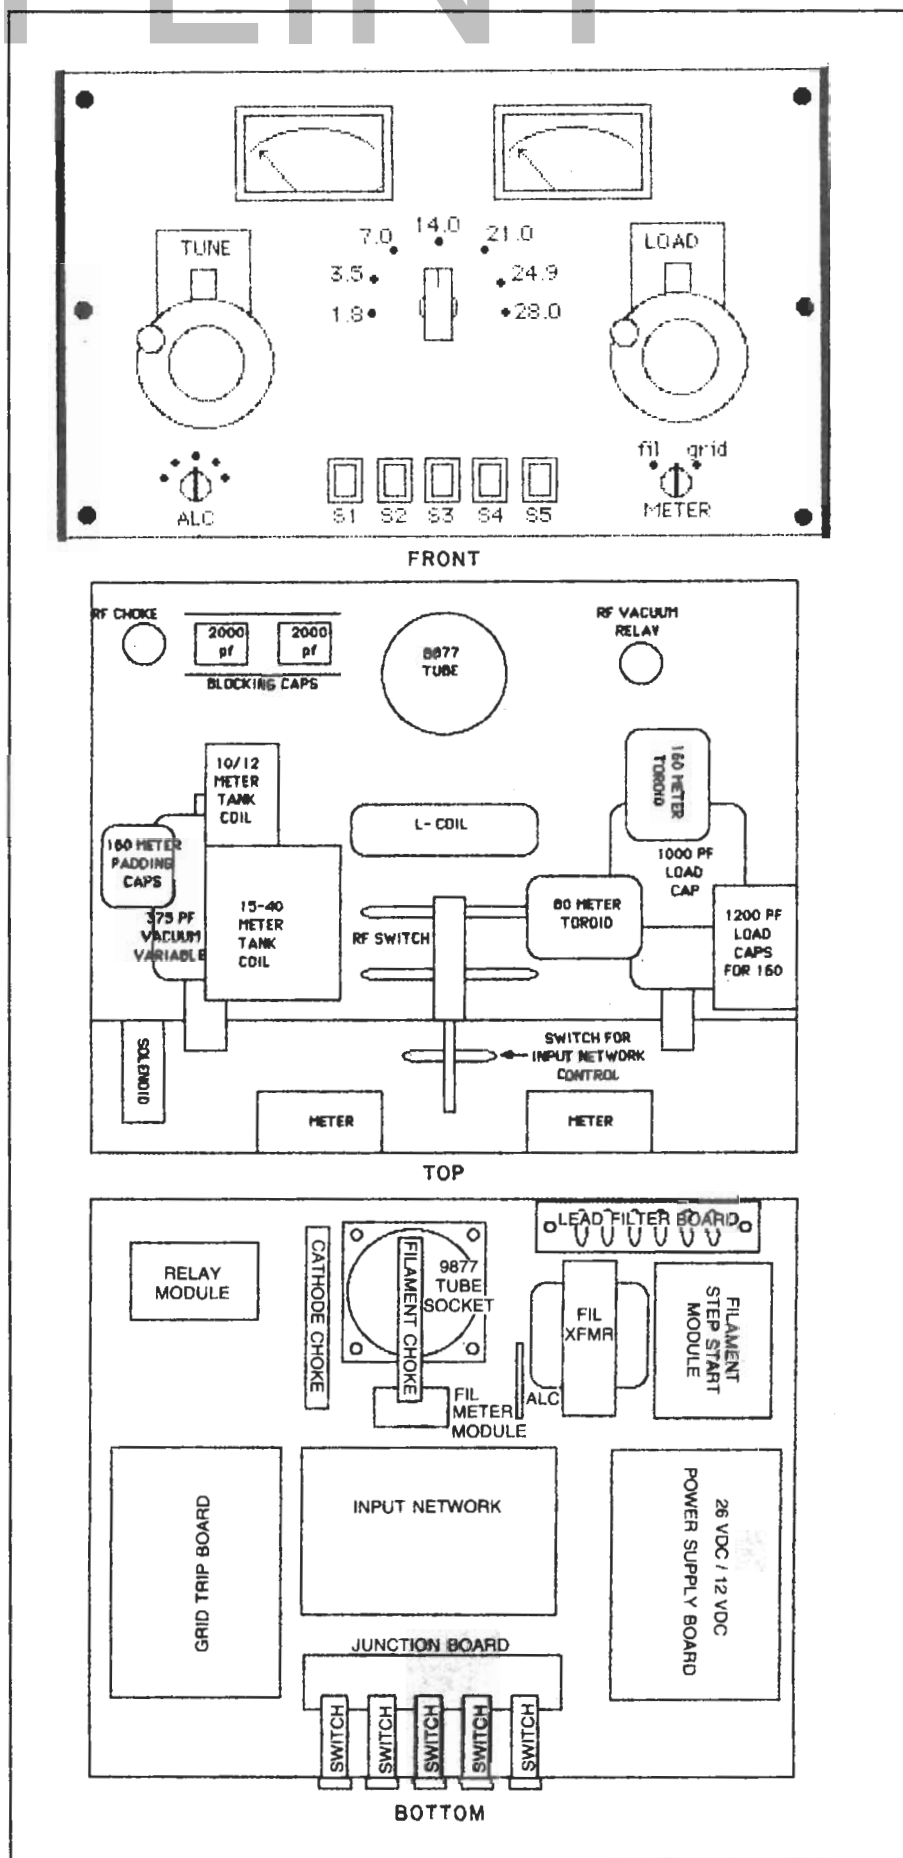 TUNE
LOAD
1.8
3.5
7.0
14.0
21.0
24.9
28.0
ALC
S1 S2 S3 S4 S5
fil grid
METER
FRONT
RF CHOKE
2000
pf
2000
pf
BLOCKING CAPS
8877
TUBE
RF VACUUM
RELAY
10/12
METER
TANK
COIL
160 METER
PADDING
CAPS
375 PF
VACUUM
VARIABLE
15-40
METER
TANK
COIL
L-COIL
RF SWITCH
160 METER
TOROID
1000 PF
LOAD
CAP
80 METER
TOROID
1200 PF
LOAD
CAPS
FOR 160
SOLENOID
SWITCH FOR
INPUT NETWORK
CONTROL
METER
METER
TOP
RELAY
MODULE
CATHODE CHOKE
FILAMENT CHOKE
9877
TUBE
SOCKET
FIL
METER
MODULE
LEAD FILTER BOARD
FIL
XFMR
ALC
FILAMENT
STEP START
MODULE
GRID TRIP BOARD
INPUT NETWORK
26 VDC / 12 VDC
POWER SUPPLY BOARD
JUNCTION BOARD
SWITCH
SWITCH
SWITCH
SWITCH
SWITCH
BOTTOM